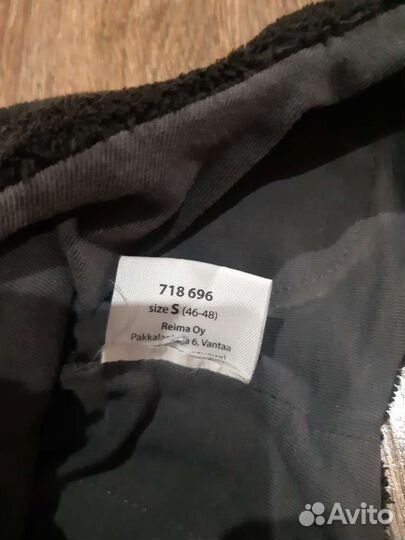 718 696
size S (46-48)
Reima Oy
6, Vantaa
Avito